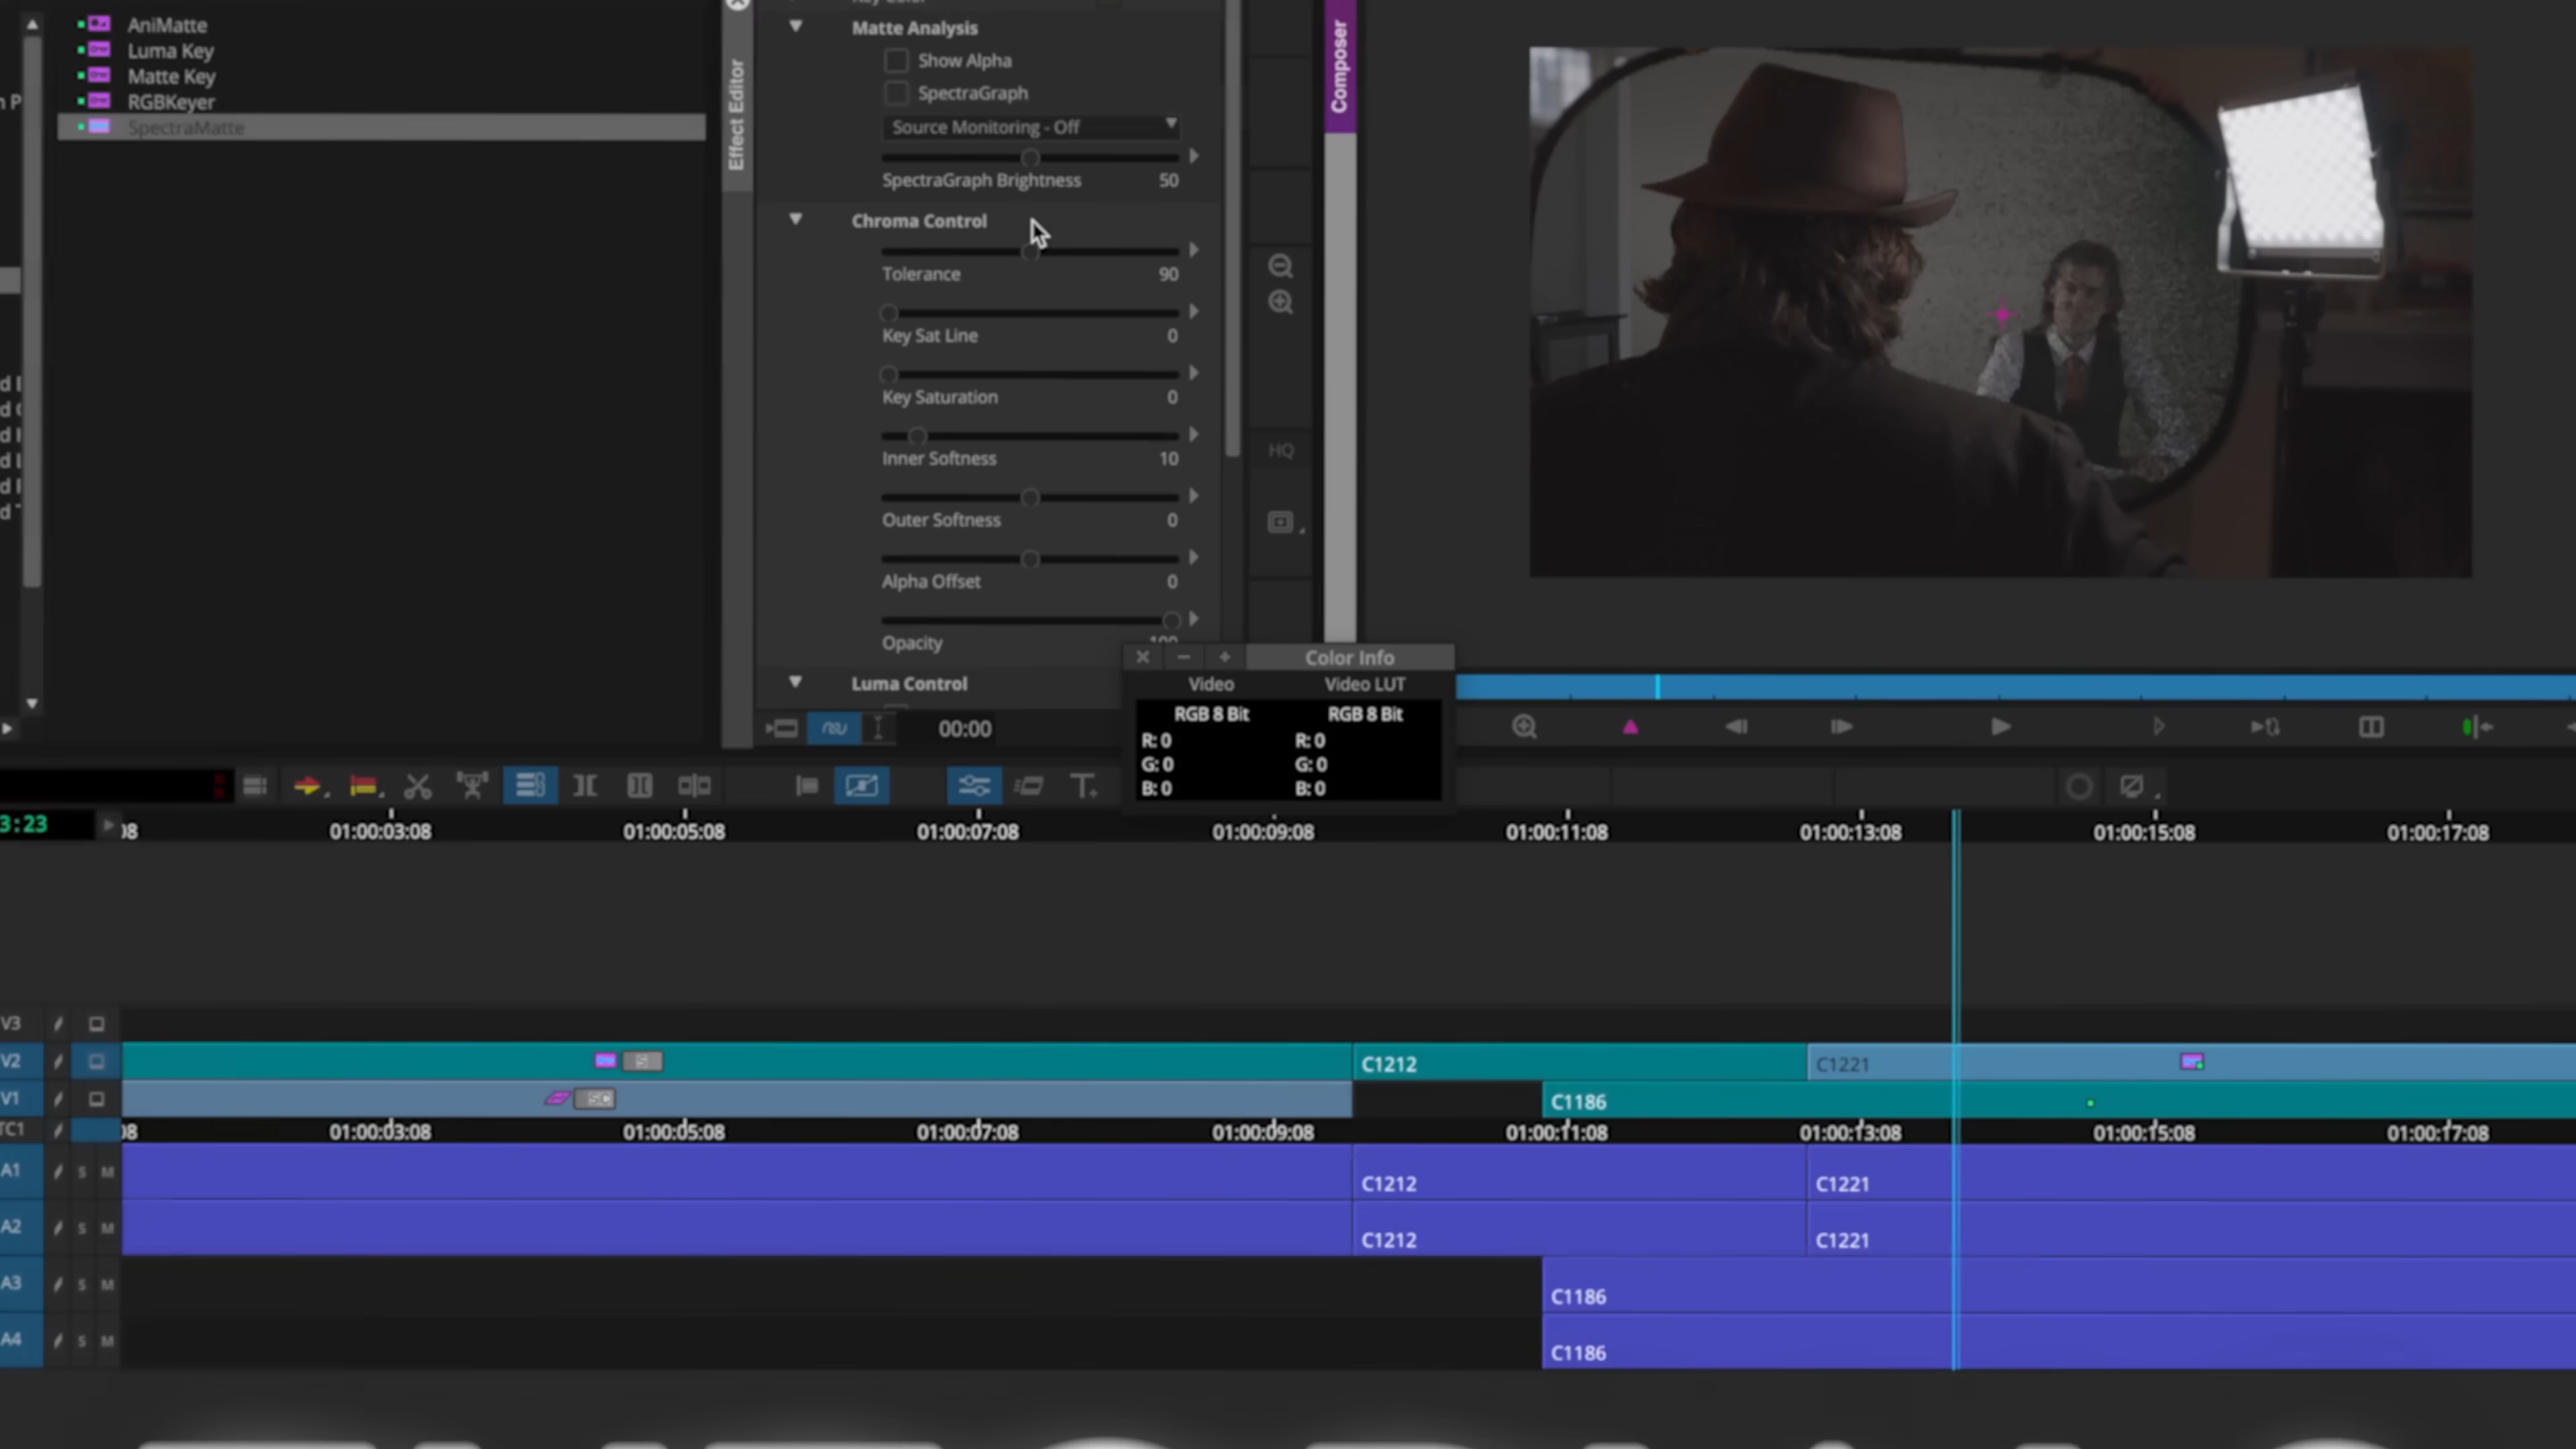 AniMatte
Luma Key
Matte Key
RGBKeyer
SpectraMatte
Effect Editor
Matte Analysis
Show Alpha
SpectraGraph
Source Monitoring - Off
SpectraGraph Brightness 50
Chroma Control
Tolerance 90
Key Sat Line 0
Key Saturation 0
Inner Softness 10
Outer Softness 0
Alpha Offset 0
Opacity 100
Luma Control
00:00
HQ
Composer
Color Info
Video Video LUT
RGB 8 Bit RGB 8 Bit
R: 0 R: 0
G: 0 G: 0
B: 0 B: 0
3:23
08 01:00:03:08 01:00:05:08 01:00:07:08 01:00:09:08 01:00:11:08 01:00:13:08 01:00:15:08 01:00:17:08
V3
V2 S C1212 C1221
V1 SC C1186
TC1 08 01:00:03:08 01:00:05:08 01:00:07:08 01:00:09:08 01:00:11:08 01:00:13:08 01:00:15:08 01:00:17:08
A1 S M C1212 C1221
A2 S M C1212 C1221
A3 S M C1186
A4 S M C1186